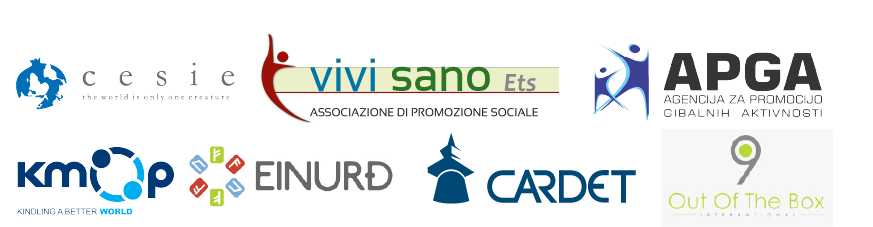 cesie
the world is only one creature
vivi sano Ets
ASSOCIAZIONE DI PROMOZIONE SOCIALE
APGA
AGENCIJA ZA PROMOCIJO
GIBALNIH AKTIVNOSTI
kmop
KINDLING A BETTER WORLD
EINURÐ
CARDET
9
Out Of The Box
INTERNATIONAL